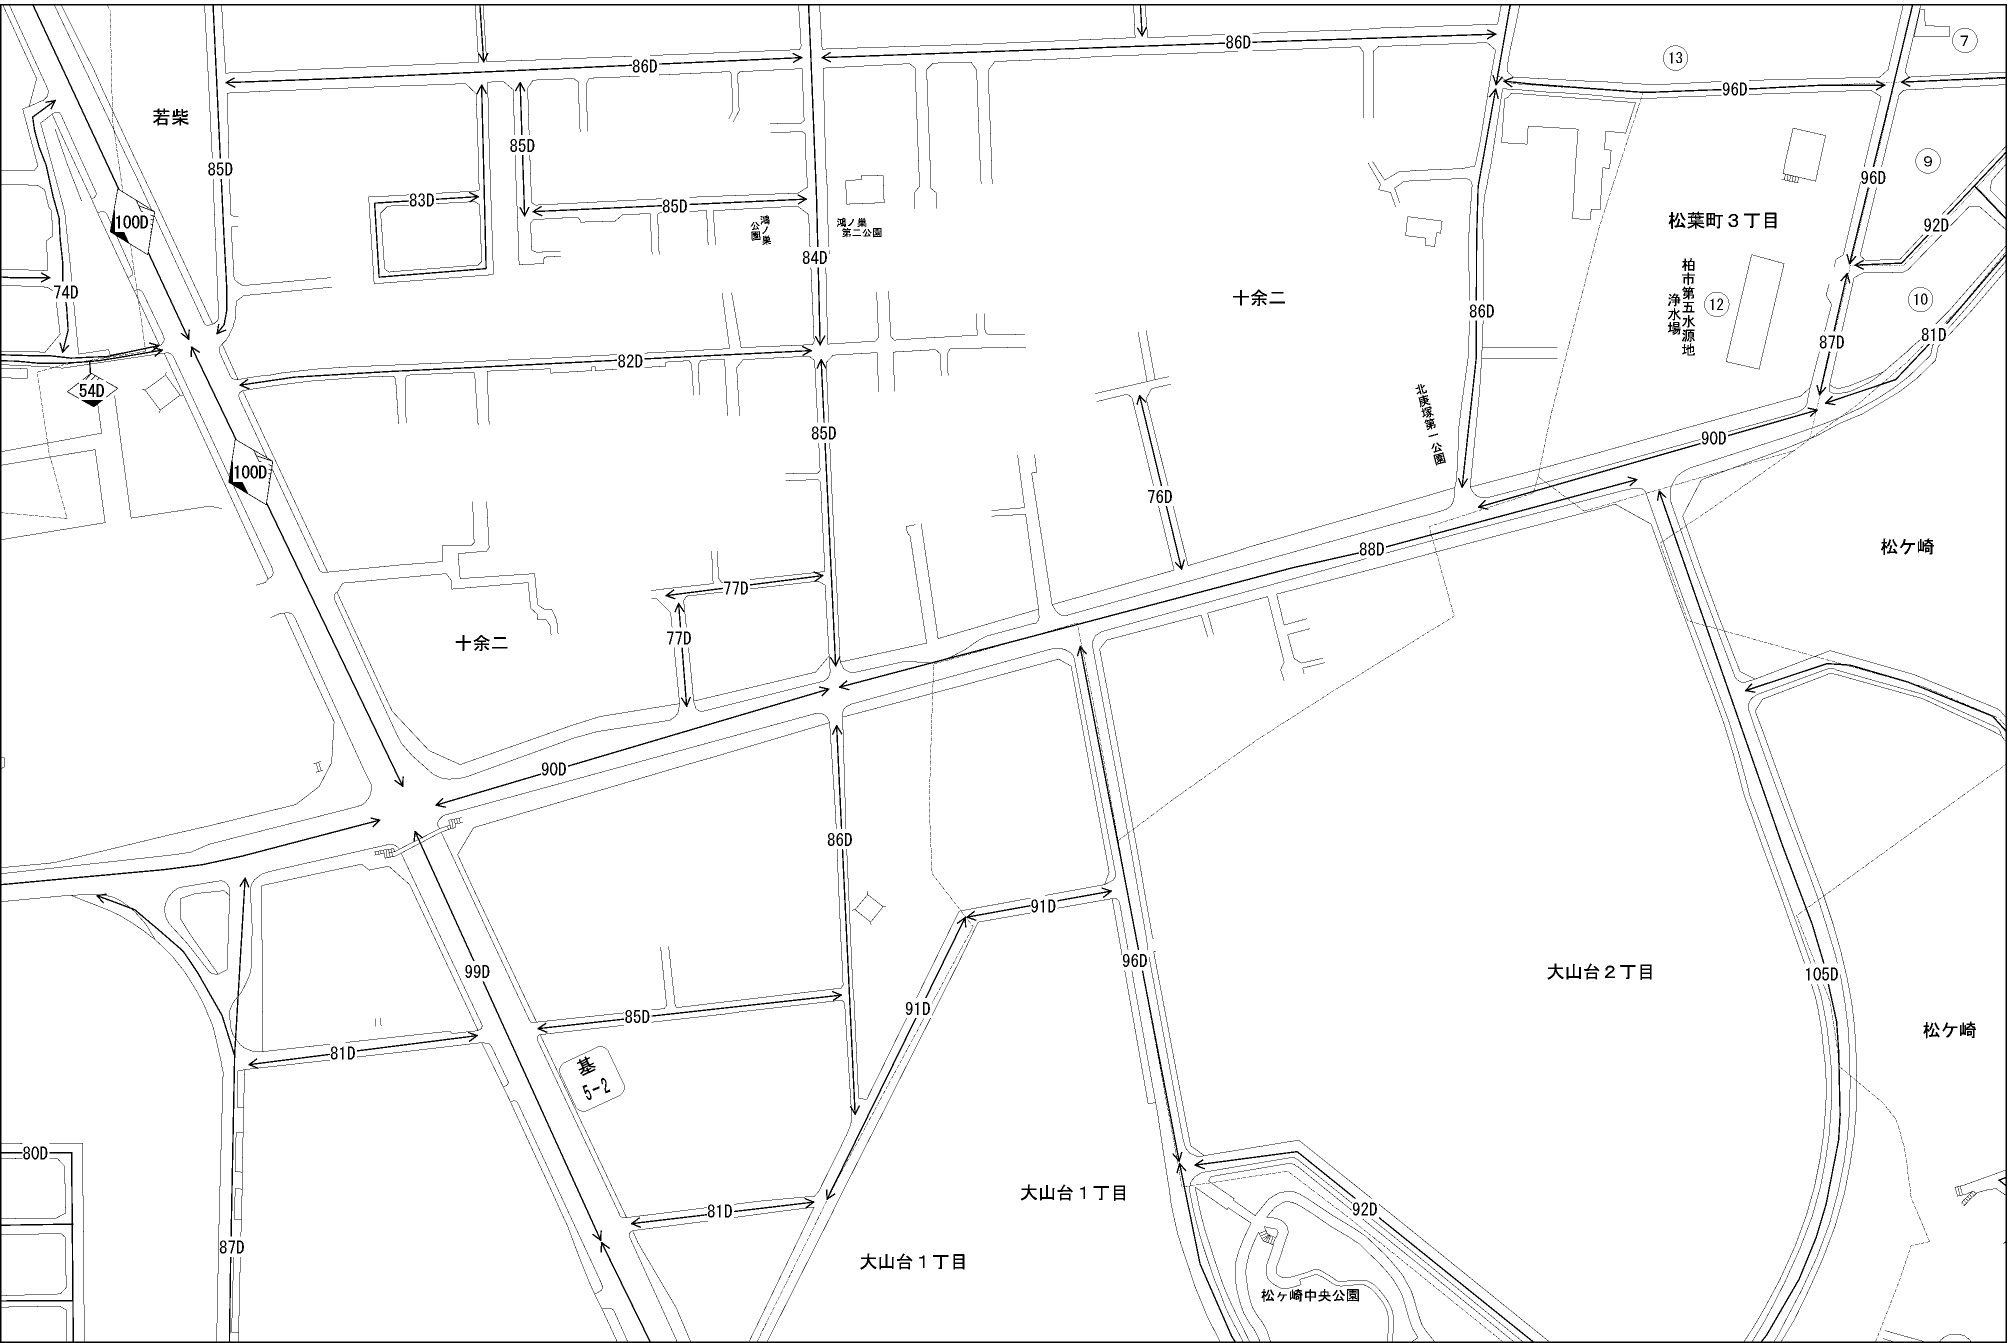 86D
86D
13
7
96D
若柴
85D
85D
9
96D
83D
85D
100D
鴻ノ巣
公園
鴻ノ巣
第二公園
松葉町3丁目
92D
84D
74D
十余二
柏市第五水源地
浄水場
12
10
86D
81D
87D
82D
54D
北庚塚第一公園
85D
90D
100D
76D
88D
松ケ崎
77D
77D
十余二
90D
86D
91D
96D
99D
大山台2丁目
105D
91D
85D
松ケ崎
81D
基
5-2
80D
大山台1丁目
81D
92D
87D
大山台1丁目
松ヶ崎中央公園